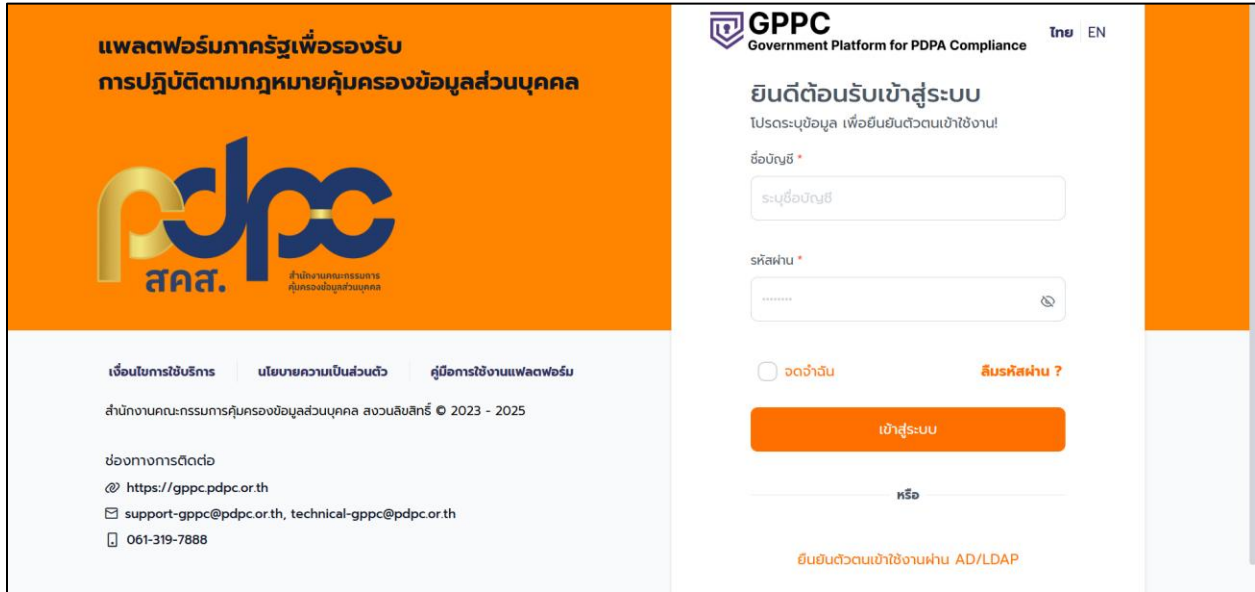 แพลตฟอร์มภาครัฐเพื่อรองรับ
การปฏิบัติตามกฎหมายคุ้มครองข้อมูลส่วนบุคคล
pdpc
สคส.
สำนักงานคณะกรรมการ
คุ้มครองข้อมูลส่วนบุคคล
เงื่อนไขการใช้บริการ
นโยบายความเป็นส่วนตัว
คู่มือการใช้งานแฟลตฟอร์ม
สำนักงานคณะกรรมการคุ้มครองข้อมูลส่วนบุคคล สงวนลิขสิทธิ์ © 2023 - 2025
ช่องทางการติดต่อ
https://gppc.pdpc.or.th
support-gppc@pdpc.or.th, technical-gppc@pdpc.or.th
061-319-7888
GPPC
Government Platform for PDPA Compliance
ไทย EN
ยินดีต้อนรับเข้าสู่ระบบ
โปรดระบุข้อมูล เพื่อยืนยันตัวตนเข้าใช้งาน!
ชื่อบัญชี *
ระบุชื่อบัญชี
รหัสผ่าน *
........
จดจำฉัน
ลืมรหัสผ่าน ?
เข้าสู่ระบบ
หรือ
ยืนยันตัวตนเข้าใช้งานผ่าน AD/LDAP